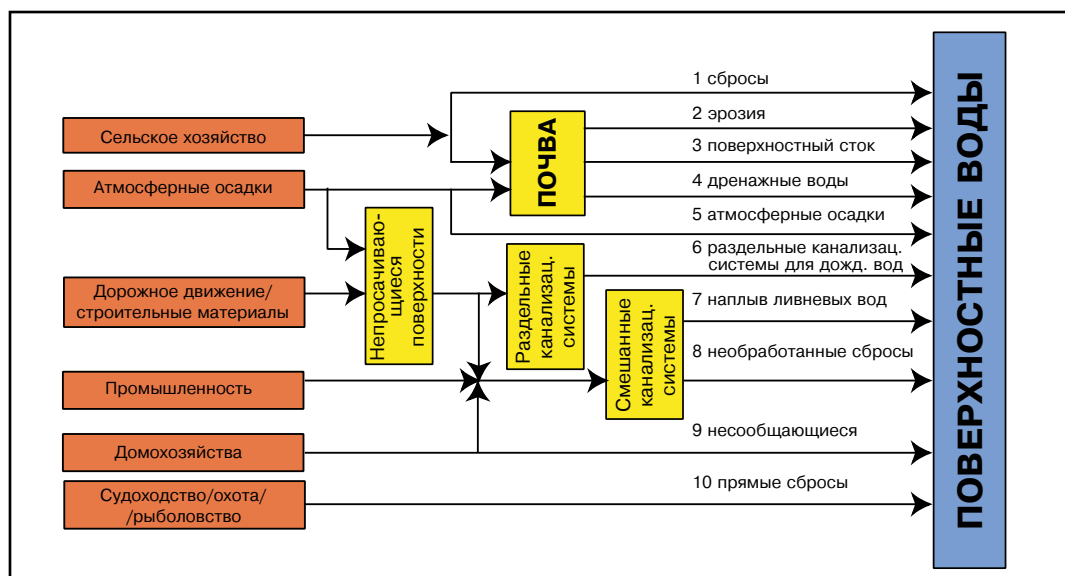 Сельское хозяйство
Атмосферные осадки
Дорожное движение/
строительные материалы
Промышленность
Домохозяйства
Судоходство/охота/
/рыболовство
Непросачиваю-
щиеся
поверхности
ПОЧВА
Раздельные
канализац.
системы
Смешанные
канализац.
системы
1 сбросы
2 эрозия
3 поверхностный сток
4 дренажные воды
5 атмосферные осадки
6 раздельные канализац.
системы для дожд. вод
7 наплыв ливневых вод
8 необработанные сбросы
9 несообщающиеся
10 прямые сбросы
ПОВЕРХНОСТНЫЕ ВОДЫ